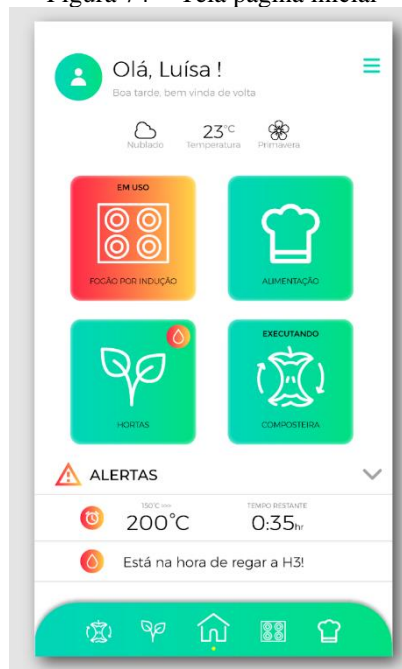 Figura 74 – Tela página inicial
Olá, Luísa !
Boa tarde, bem vinda de volta
23°C
Nublado Temperatura Primavera
EM USO
FOGÃO POR INDUÇÃO
ALIMENTAÇÃO
HORTAS
EXECUTANDO
COMPOSTEIRA
ALERTAS
150°C
TEMPO RESTANTE
200°C
0:35hr
Está na hora de regar a H3!